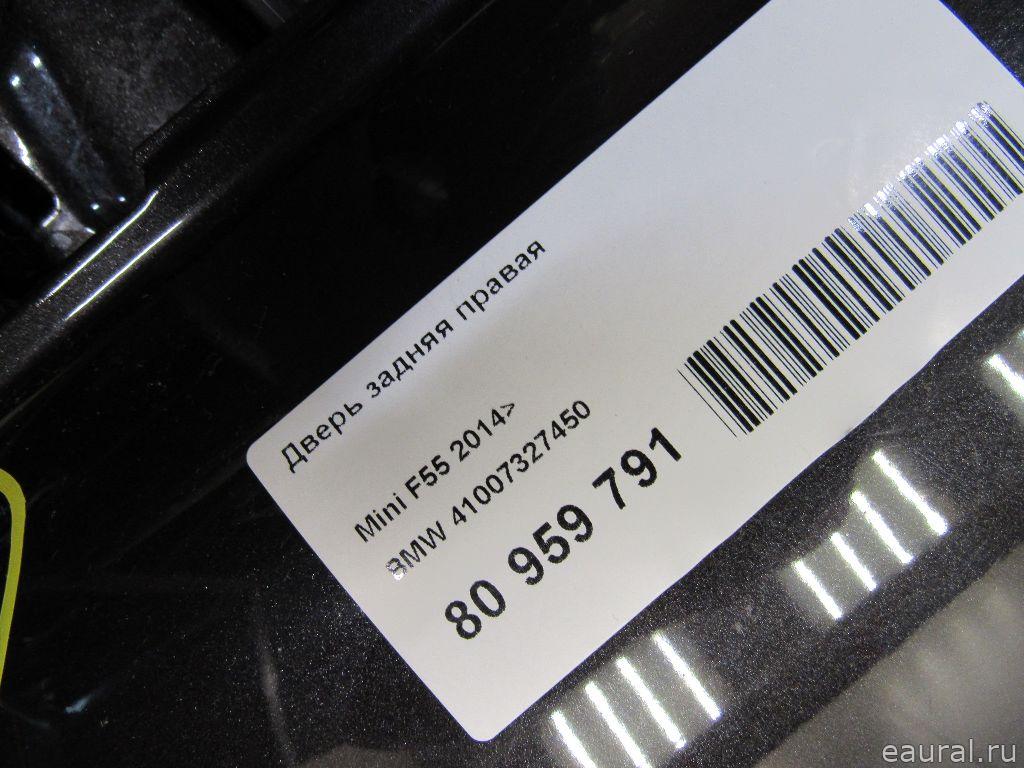 Дверь задняя правая
Mini F55 2014>
BMW 41007327450
80 959 791
eaural.ru